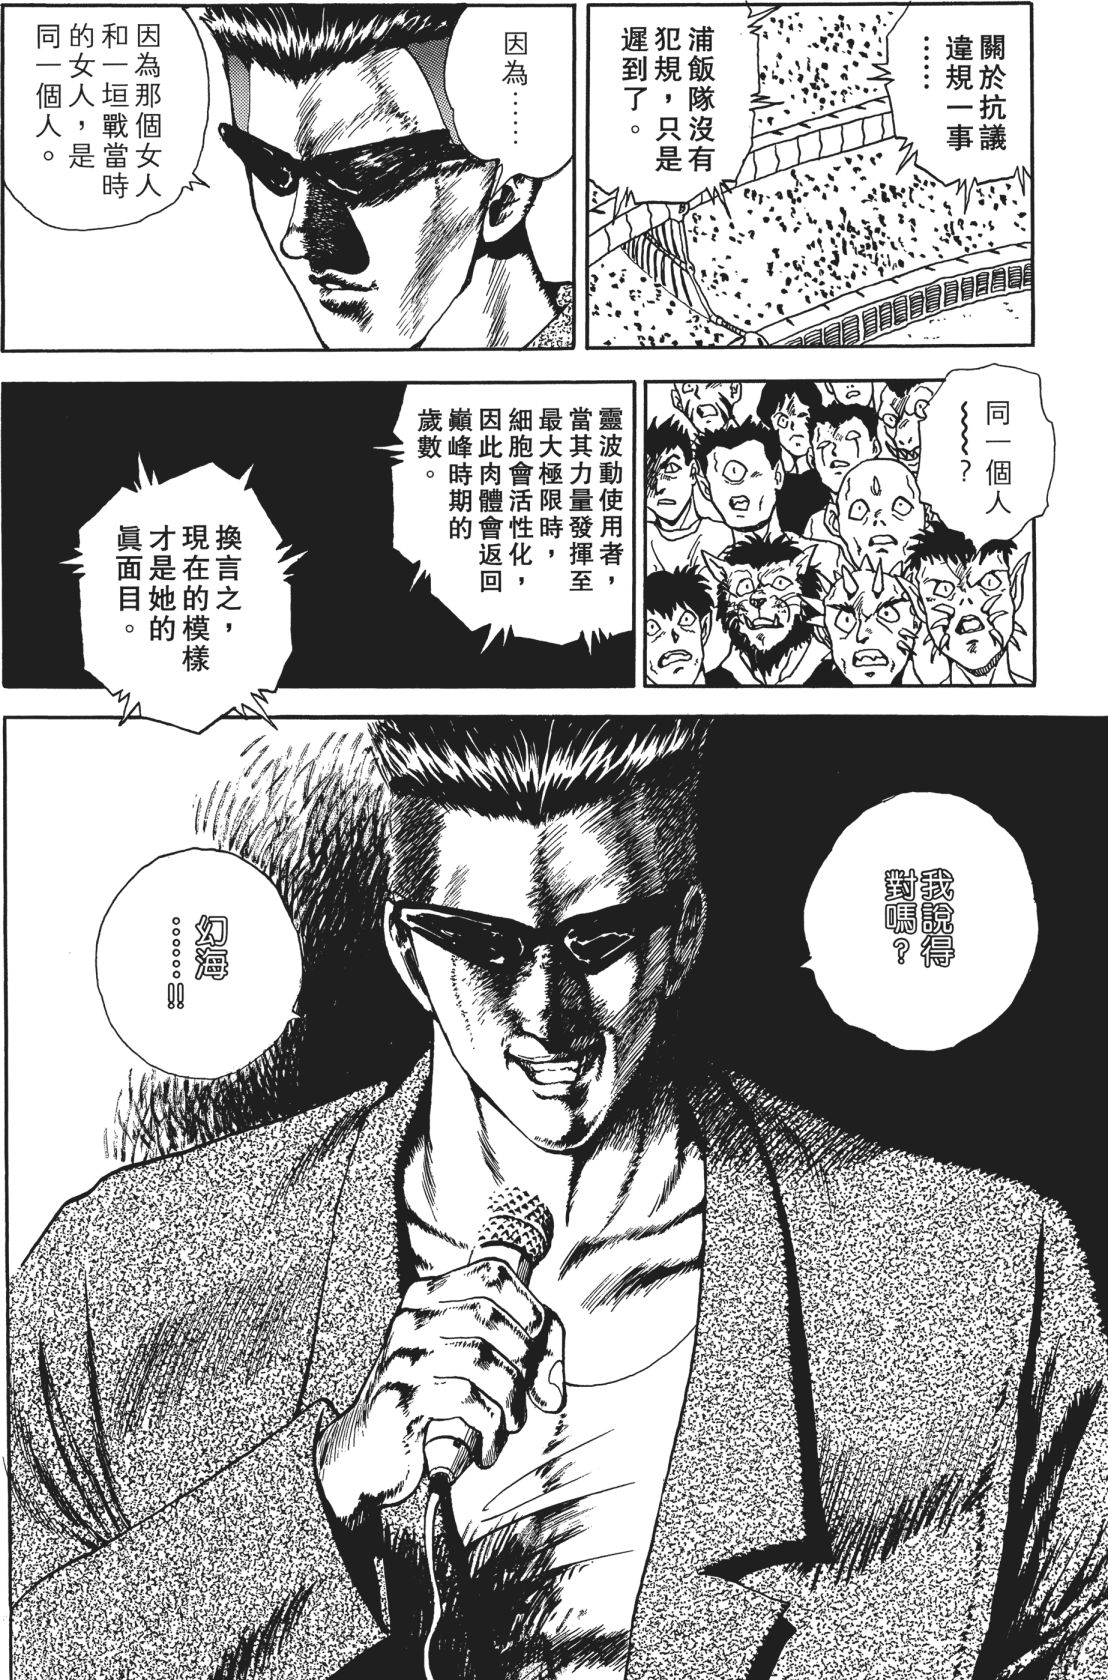 關於抗議
違規一事
……
浦飯隊沒有
犯規，只是
遲到了。
因為……
因為那個女人
和一垣戰當時
的女人，是
同一個人。
同一個人
～？
靈波動使用者，
當其力量發揮至
最大極限時，
細胞會活性化，
因此肉體會返回
巔峰時期的
歲數。
換言之，
現在的模樣
才是她的
眞面目。
我說得
對嗎？
幻海
……!!